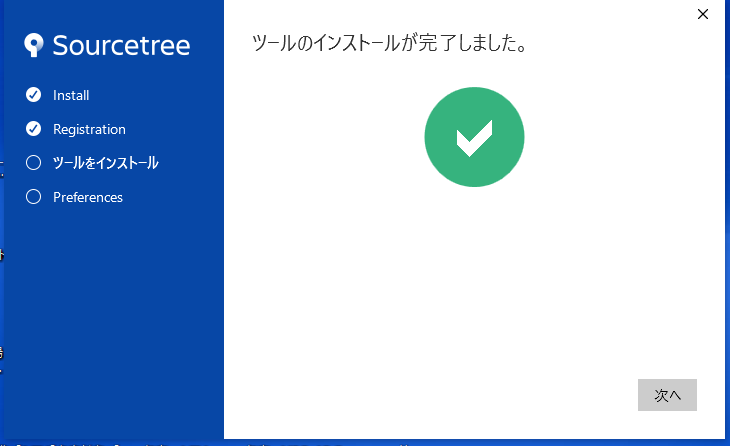 Sourcetree
Install
Registration
ツールをインストール
Preferences
ツールのインストールが完了しました。
次へ